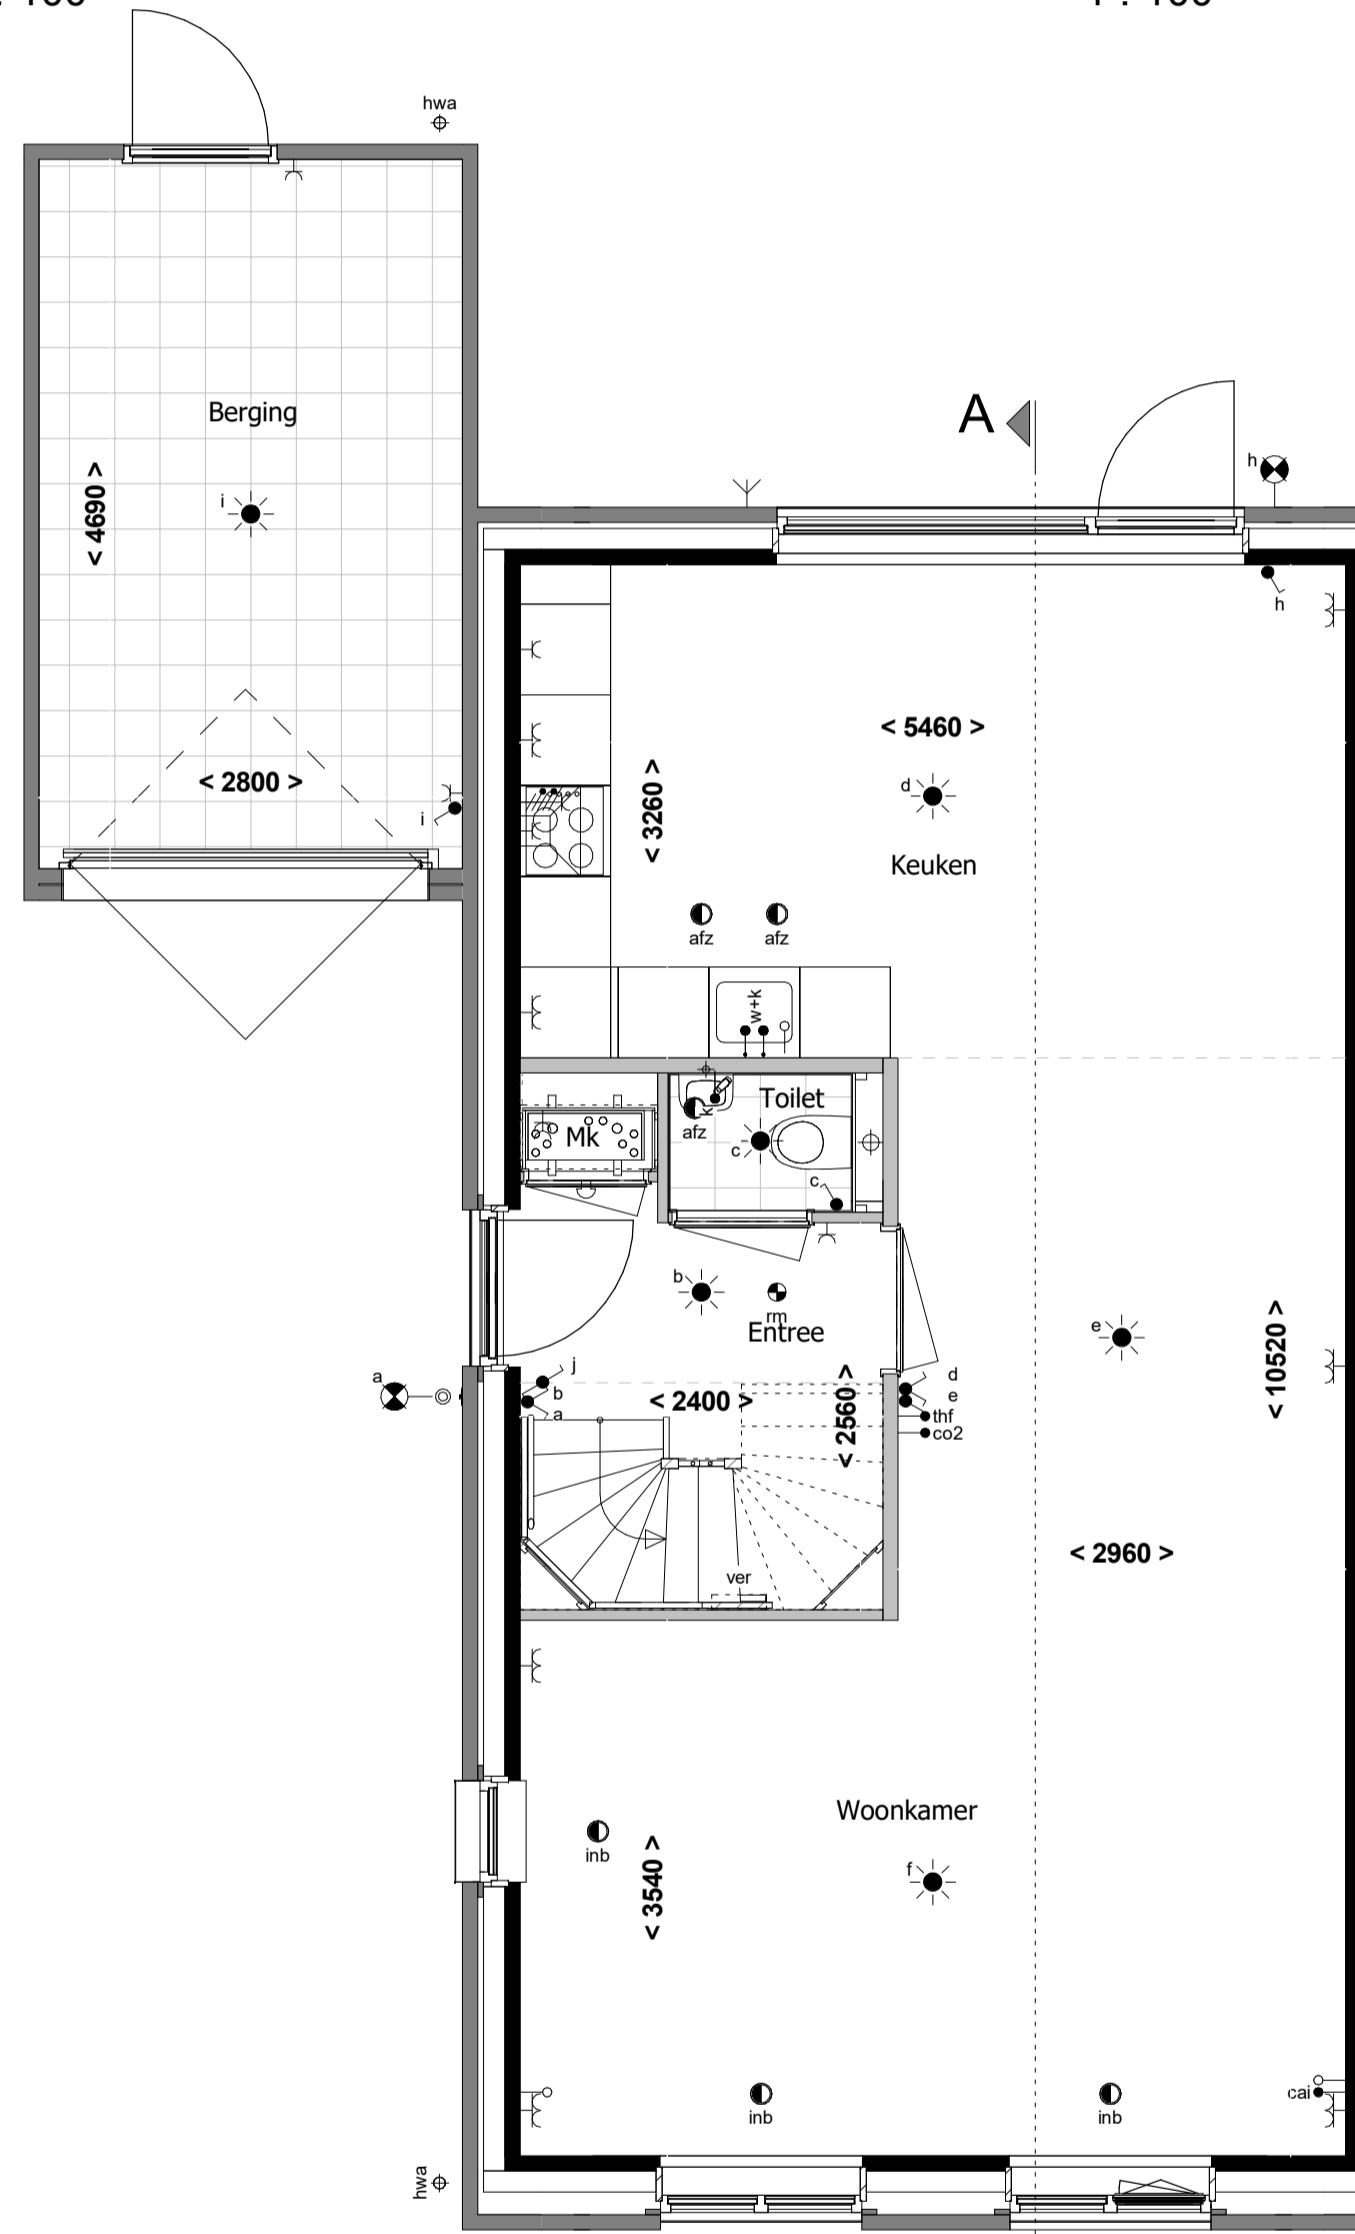 hwa
Berging
A
h
< 4690 >
i
h
< 5460 >
< 2800 >
< 3260 >
d
i
Keuken
afz
afz
w+k
Toilet
k
afz
Mk
c
c
b
rm
Entree
e
< 10520 >
j
a
b
a
< 2400 >
< 2560 >
d
e
thf
co2
< 2960 >
ver
Woonkamer
inb
< 3540 >
f
cai
inb
inb
hwa